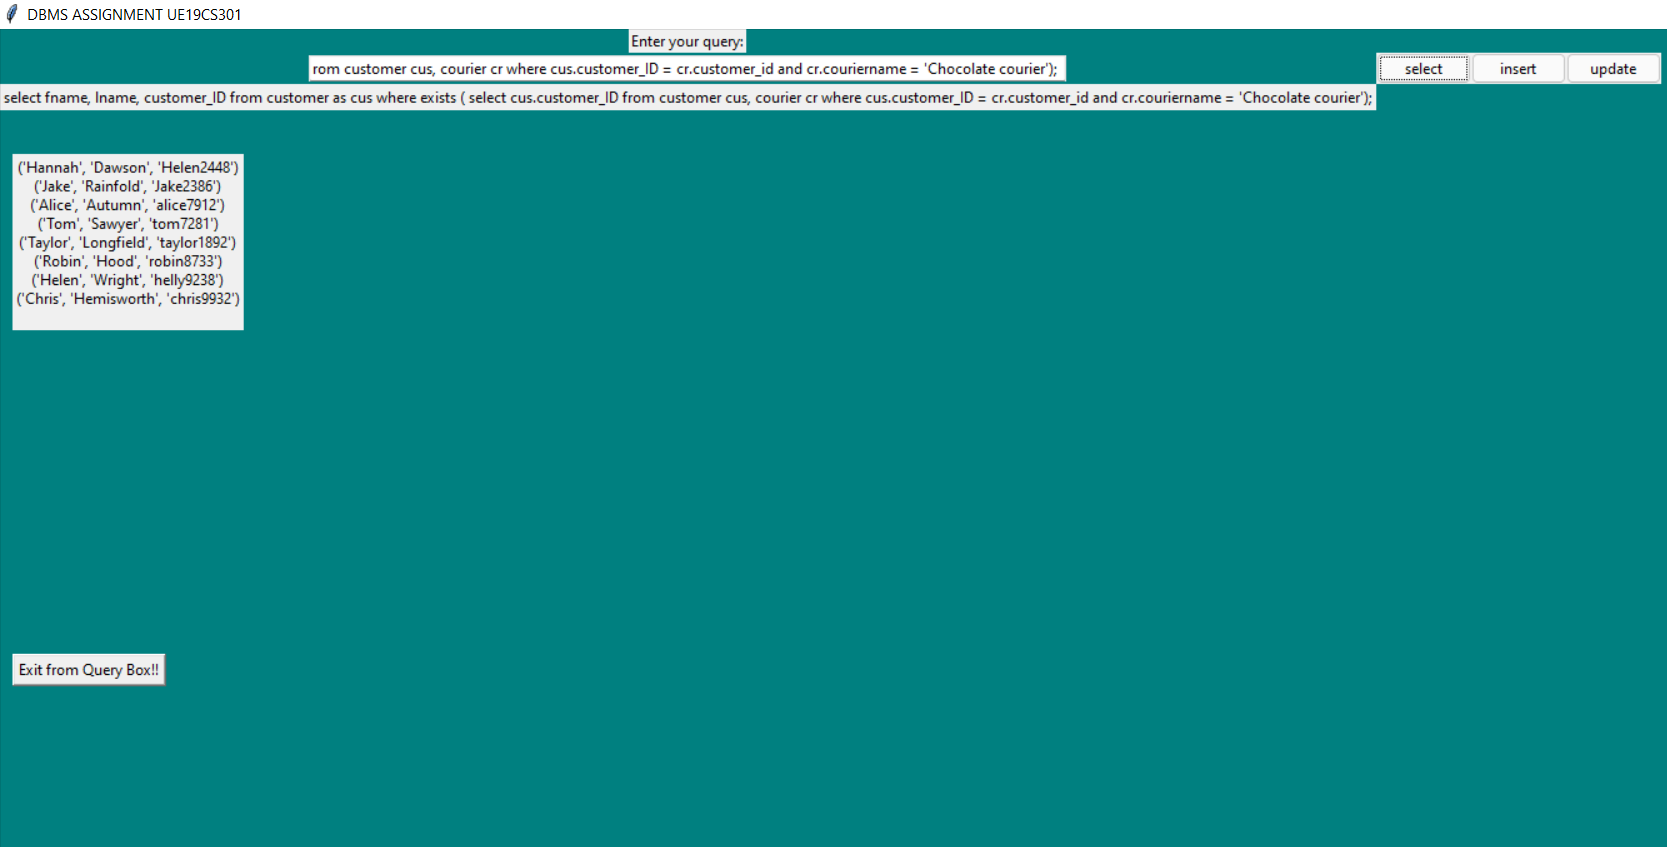 DBMS ASSIGNMENT UE19CS301
Enter your query:
rom customer cus, courier cr where cus.customer_ID = cr.customer_id and cr.couriername = 'Chocolate courier');
select insert update
select fname, lname, customer_ID from customer as cus where exists ( select cus.customer_ID from customer cus, courier cr where cus.customer_ID = cr.customer_id and cr.couriername = 'Chocolate courier');
('Hannah', 'Dawson', 'Helen2448')
('Jake', 'Rainfold', 'Jake2386')
('Alice', 'Autumn', 'alice7912')
('Tom', 'Sawyer', 'tom7281')
('Taylor', 'Longfield', 'taylor1892')
('Robin', 'Hood', 'robin8733')
('Helen', 'Wright', 'helly9238')
('Chris', 'Hemisworth', 'chris9932')
Exit from Query Box!!